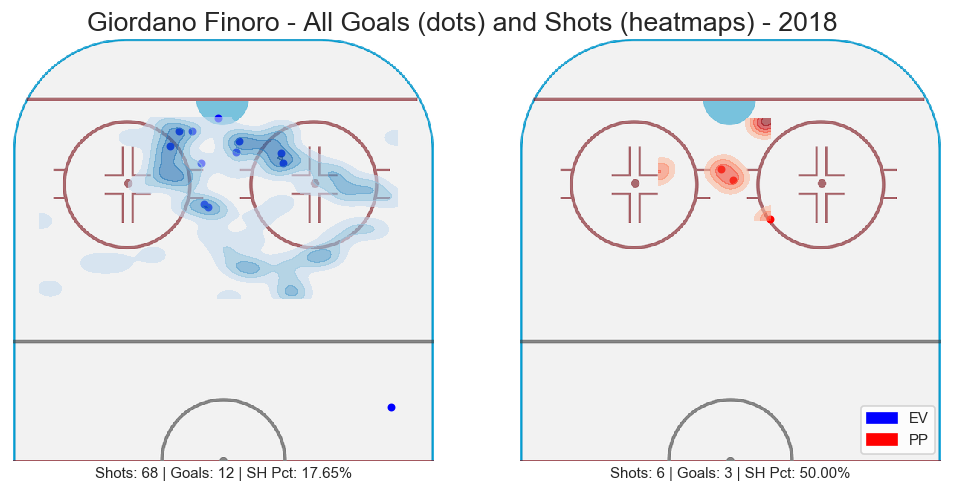 Giordano Finoro - All Goals (dots) and Shots (heatmaps) - 2018
EV
PP
Shots: 68 | Goals: 12 | SH Pct: 17.65%
Shots: 6 | Goals: 3 | SH Pct: 50.00%